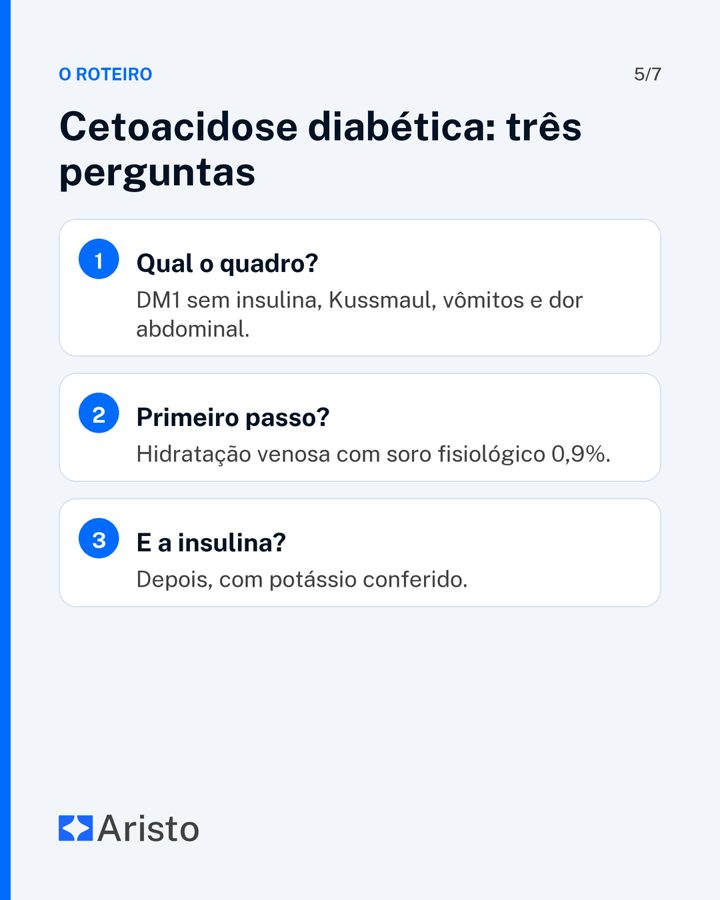 O ROTEIRO
5/7
Cetoacidose diabética: três
perguntas
1
Qual o quadro?
DM1 sem insulina, Kussmaul, vômitos e dor
abdominal.
2
Primeiro passo?
Hidratação venosa com soro fisiológico 0,9%.
3
E a insulina?
Depois, com potássio conferido.
Aristo